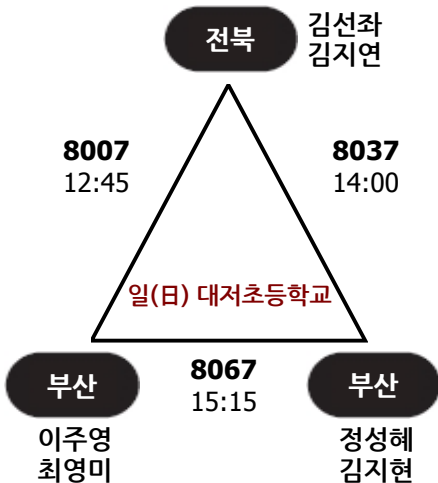 전북
김선좌
김지연
8007
12:45
8037
14:00
일(日) 대저초등학교
부산
8067
15:15
부산
이주영
최영미
정성혜
김지현